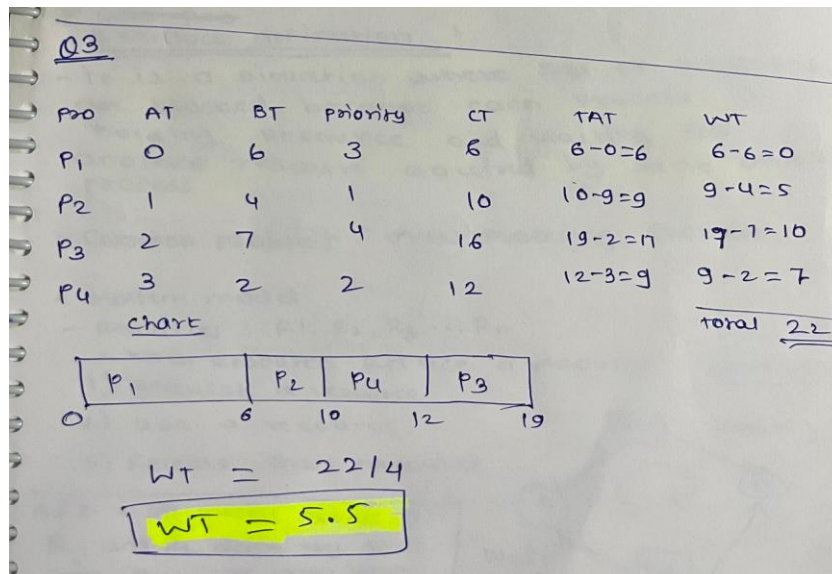 Q3
Pro AT BT Priority CT TAT WT
P1 0 6 3 6 6-0=6 6-6=0
P2 1 4 1 10 10-9=9 9-4=5
P3 2 7 4 16 19-2=17 17-7=10
P4 3 2 2 12 12-3=9 9-2=7
chart
Total 22
P1 P2 P4 P3
0 6 10 12 19
WT = 22/4
WT = 5.5